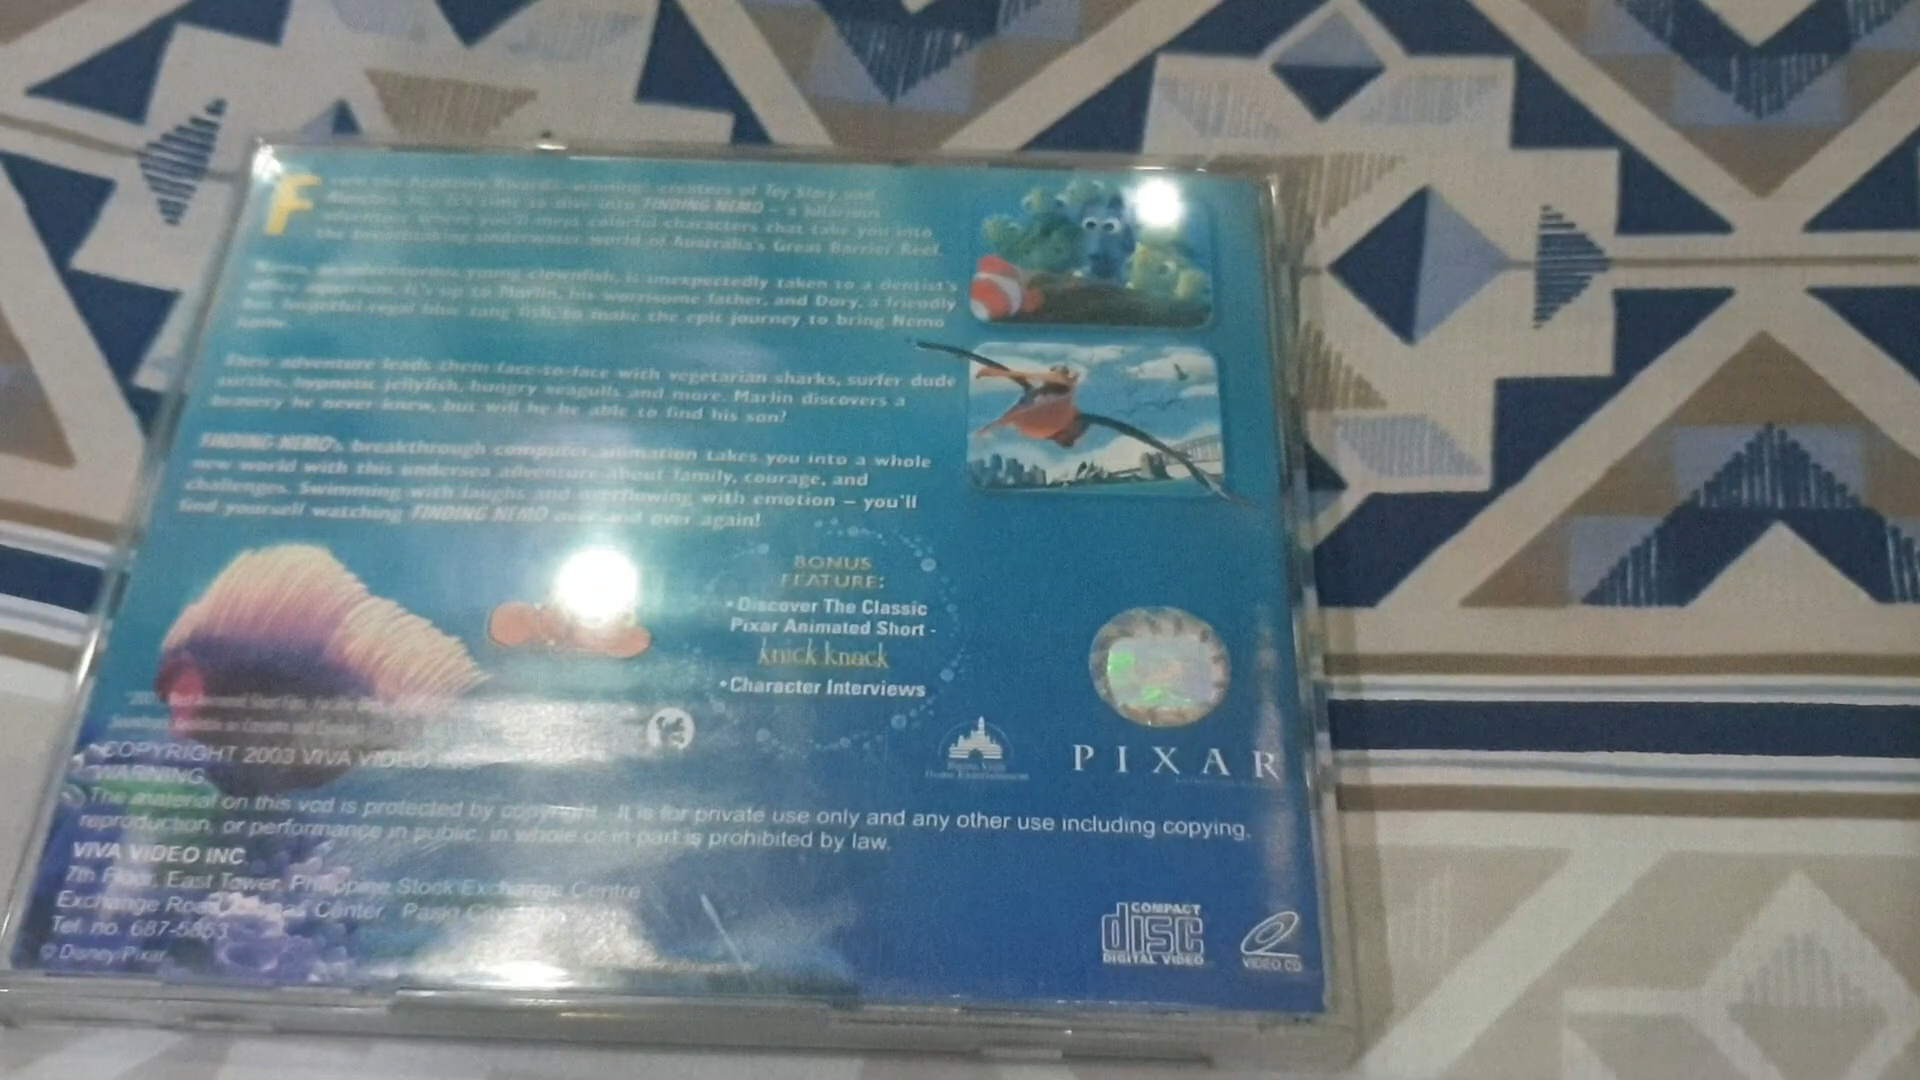 From the Academy Award-winning creators of Toy Story and
it's time to dive into FINDING NEMO – a hilarious
adventure where you'll meet colorful characters that take you into
the breathtaking underwater world of Australia's Great Barrier Reef.
Nemo, an adventurous young clownfish, is unexpectedly taken to a dentist's
office aquarium. It's up to Marlin, his worrisome father, and Dory, a friendly
but forgetful regal blue tang fish, to make the epic journey to bring Nemo
home.
Their adventure leads them face-to-face with vegetarian sharks, surfer dude
turtles, hypnotic jellyfish, hungry seagulls and more. Marlin discovers a
bravery he never knew, but will he be able to find his son?
FINDING NEMO's breakthrough computer animation takes you into a whole
new world with this undersea adventure about family, courage, and
challenges. Swimming with laughs and overflowing with emotion – you'll
find yourself watching FINDING NEMO over and over again!
BONUS
FEATURE:
• Discover The Classic
Pixar Animated Short -
knick knack
• Character Interviews
COPYRIGHT 2003 VIVA VIDEO INC
WARNING
The material on this vcd is protected by copyright. It is for private use only and any other use including copying,
reproduction, or performance in public, in whole or in part is prohibited by law.
VIVA VIDEO INC
7th Floor, East Tower, Philippine Stock Exchange Centre
Exchange Road, Center, Pasig
Tel. no. 687-5853
© Disney/Pixar
Home Entertainment
PIXAR
COMPACT
disc
DIGITAL VIDEO
VIDEO CD